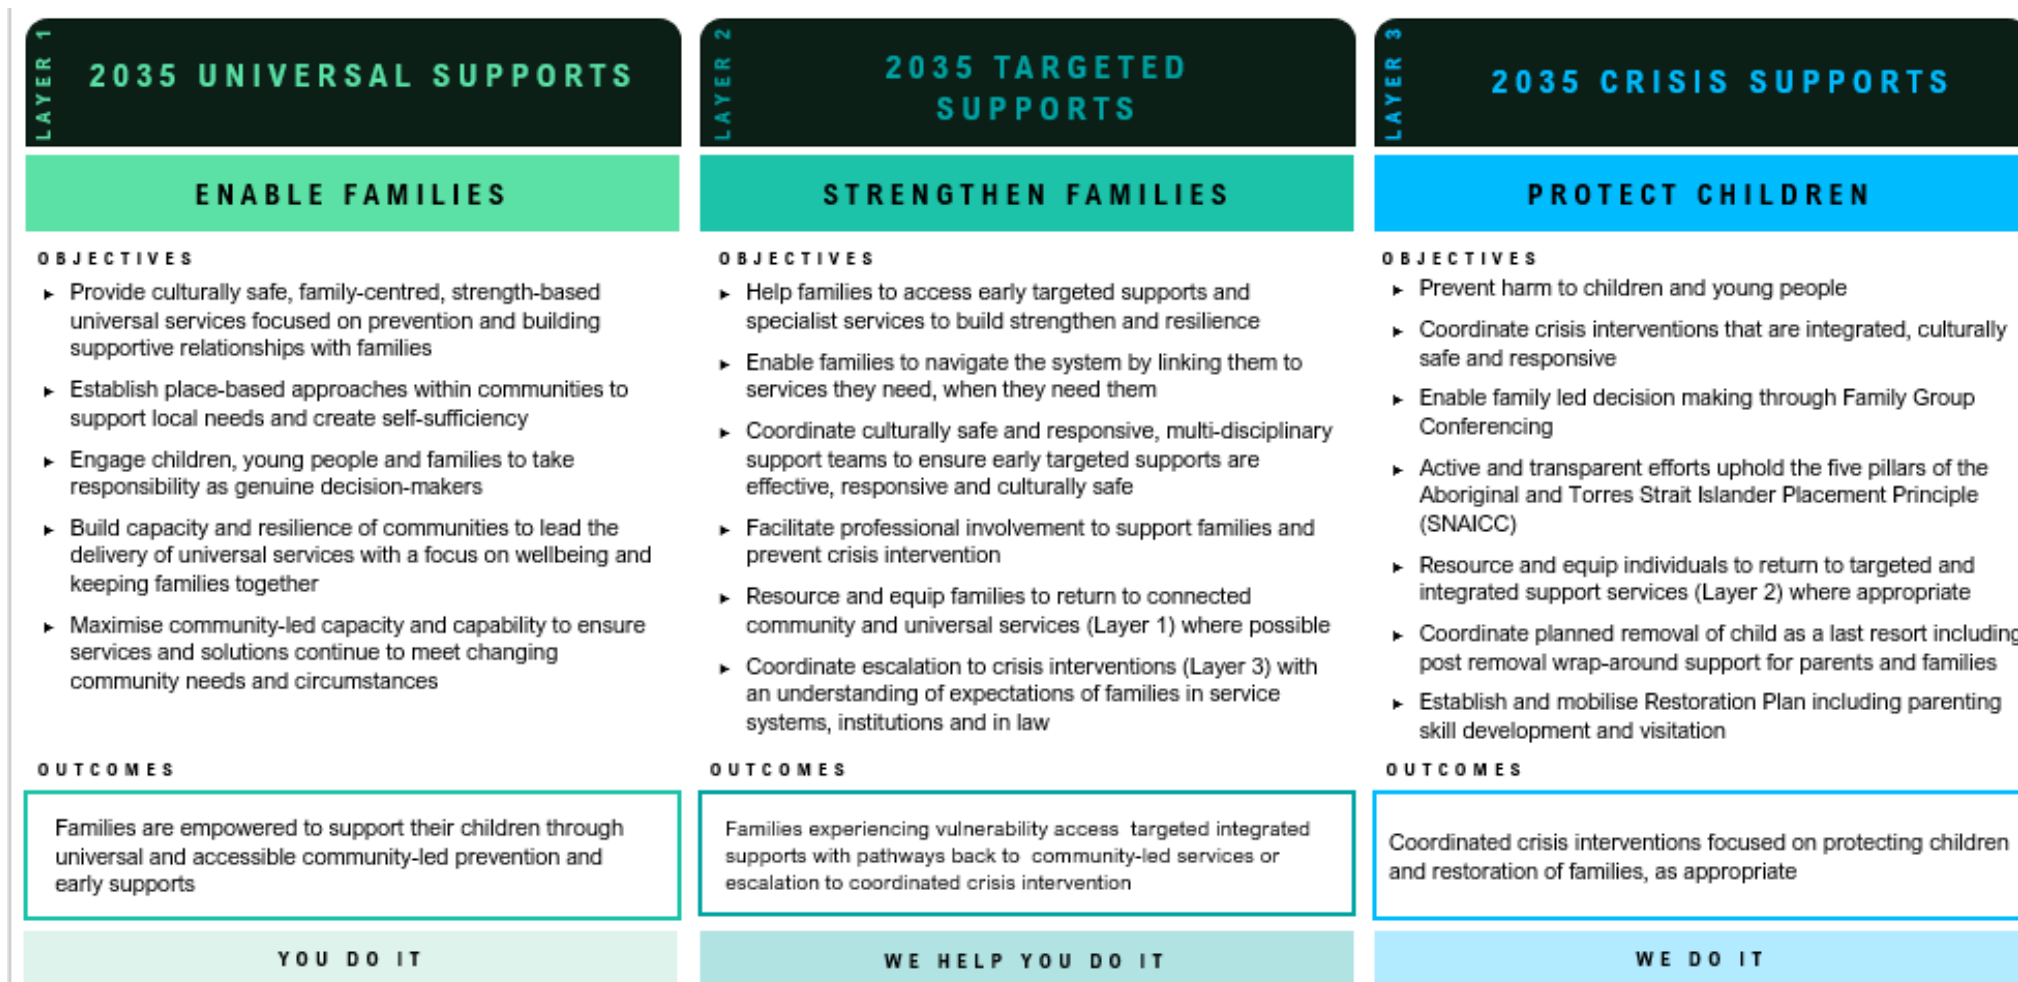 LAYER 1
2035 UNIVERSAL SUPPORTS
ENABLE FAMILIES
OBJECTIVES
► Provide culturally safe, family-centred, strength-based
universal services focused on prevention and building
supportive relationships with families
► Establish place-based approaches within communities to
support local needs and create self-sufficiency
► Engage children, young people and families to take
responsibility as genuine decision-makers
► Build capacity and resilience of communities to lead the
delivery of universal services with a focus on wellbeing and
keeping families together
► Maximise community-led capacity and capability to ensure
services and solutions continue to meet changing
community needs and circumstances
OUTCOMES
Families are empowered to support their children through
universal and accessible community-led prevention and
early supports
YOU DO IT
LAYER 2
2035 TARGETED
SUPPORTS
STRENGTHEN FAMILIES
OBJECTIVES
► Help families to access early targeted supports and
specialist services to build strengthen and resilience
► Enable families to navigate the system by linking them to
services they need, when they need them
► Coordinate culturally safe and responsive, multi-disciplinary
support teams to ensure early targeted supports are
effective, responsive and culturally safe
► Facilitate professional involvement to support families and
prevent crisis intervention
► Resource and equip families to return to connected
community and universal services (Layer 1) where possible
► Coordinate escalation to crisis interventions (Layer 3) with
an understanding of expectations of families in service
systems, institutions and in law
OUTCOMES
Families experiencing vulnerability access targeted integrated
supports with pathways back to community-led services or
escalation to coordinated crisis intervention
WE HELP YOU DO IT
LAYER 3
2035 CRISIS SUPPORTS
PROTECT CHILDREN
OBJECTIVES
► Prevent harm to children and young people
► Coordinate crisis interventions that are integrated, culturally
safe and responsive
► Enable family led decision making through Family Group
Conferencing
► Active and transparent efforts uphold the five pillars of the
Aboriginal and Torres Strait Islander Placement Principle
(SNAICC)
► Resource and equip individuals to return to targeted and
integrated support services (Layer 2) where appropriate
► Coordinate planned removal of child as a last resort including
post removal wrap-around support for parents and families
► Establish and mobilise Restoration Plan including parenting
skill development and visitation
OUTCOMES
Coordinated crisis interventions focused on protecting children
and restoration of families, as appropriate
WE DO IT